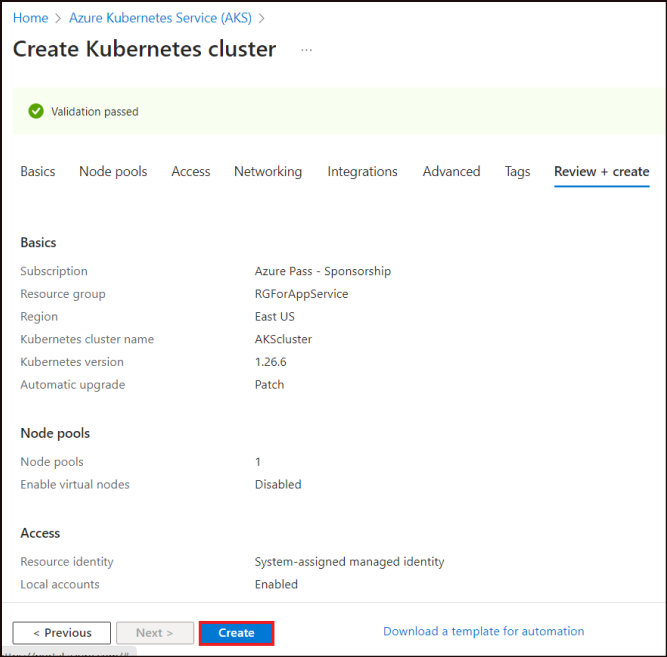 Home > Azure Kubernetes Service (AKS) >
Create Kubernetes cluster ...
Validation passed
Basics Node pools Access Networking Integrations Advanced Tags Review + create
Basics
Subscription Azure Pass - Sponsorship
Resource group RGForAppService
Region East US
Kubernetes cluster name AKScluster
Kubernetes version 1.26.6
Automatic upgrade Patch
Node pools
Node pools 1
Enable virtual nodes Disabled
Access
Resource identity System-assigned managed identity
Local accounts Enabled
< Previous Next > Create Download a template for automation